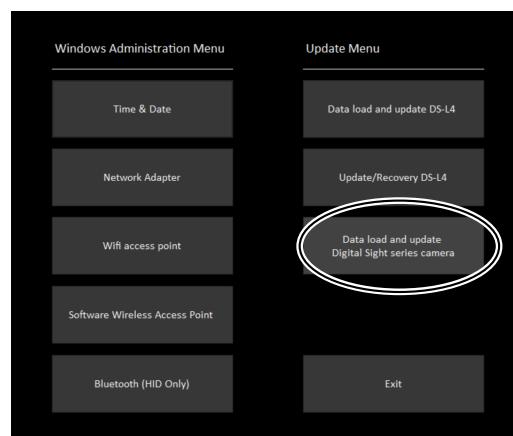 Windows Administration Menu
Time & Date
Network Adapter
Wifi access point
Software Wireless Access Point
Bluetooth (HID Only)
Update Menu
Data load and update DS-L4
Update/Recovery DS-L4
Data load and update
Digital Sight series camera
Exit